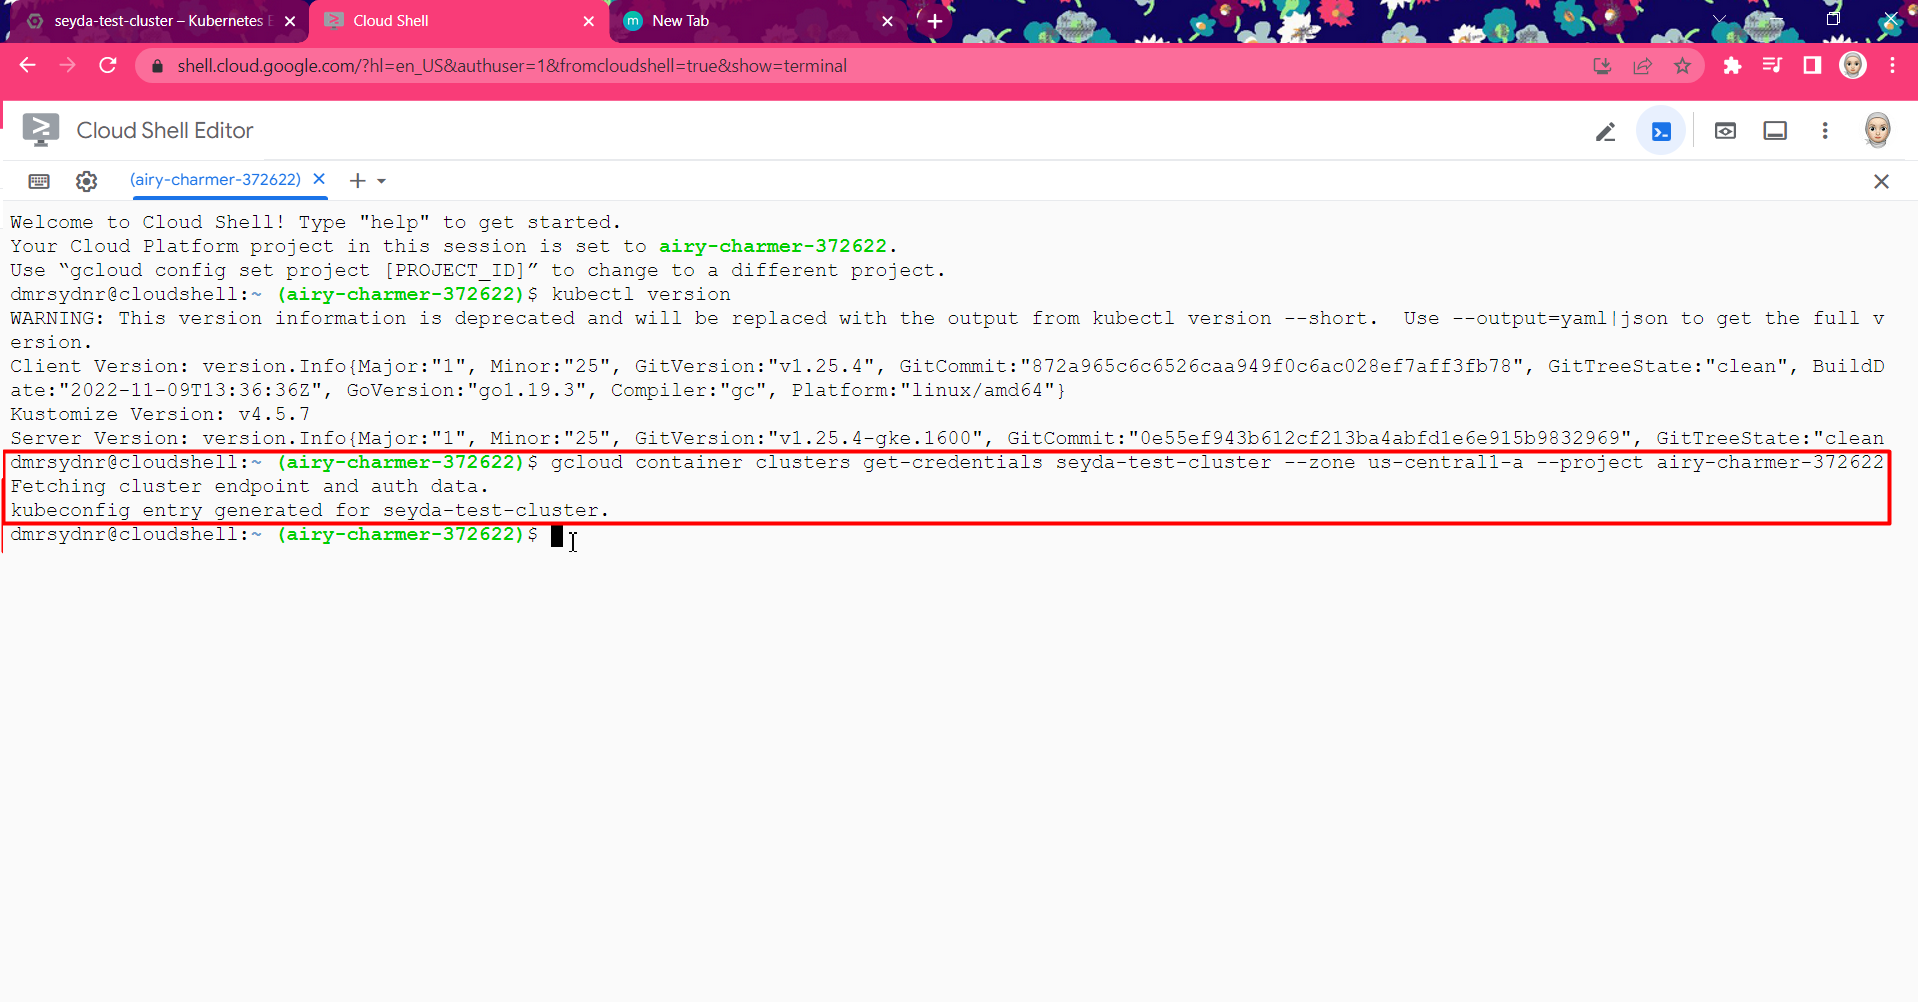 seyda-test-cluster – Kubernetes E
Cloud Shell
m New Tab
shell.cloud.google.com/?hl=en_US&authuser=1&fromcloudshell=true&show=terminal
Cloud Shell Editor
(airy-charmer-372622)
Welcome to Cloud Shell! Type "help" to get started.
Your Cloud Platform project in this session is set to airy-charmer-372622.
Use “gcloud config set project [PROJECT_ID]” to change to a different project.
dmrsydnr@cloudshell:~ (airy-charmer-372622)$ kubectl version
WARNING: This version information is deprecated and will be replaced with the output from kubectl version --short.  Use --output=yaml|json to get the full v
ersion.
Client Version: version.Info{Major:"1", Minor:"25", GitVersion:"v1.25.4", GitCommit:"872a965c6c6526caa949f0c6ac028ef7aff3fb78", GitTreeState:"clean", BuildD
ate:"2022-11-09T13:36:36Z", GoVersion:"go1.19.3", Compiler:"gc", Platform:"linux/amd64"}
Kustomize Version: v4.5.7
Server Version: version.Info{Major:"1", Minor:"25", GitVersion:"v1.25.4-gke.1600", GitCommit:"0e55ef943b612cf213ba4abfd1e6e915b9832969", GitTreeState:"clean
dmrsydnr@cloudshell:~ (airy-charmer-372622)$ gcloud container clusters get-credentials seyda-test-cluster --zone us-central1-a --project airy-charmer-372622
Fetching cluster endpoint and auth data.
kubeconfig entry generated for seyda-test-cluster.
dmrsydnr@cloudshell:~ (airy-charmer-372622)$